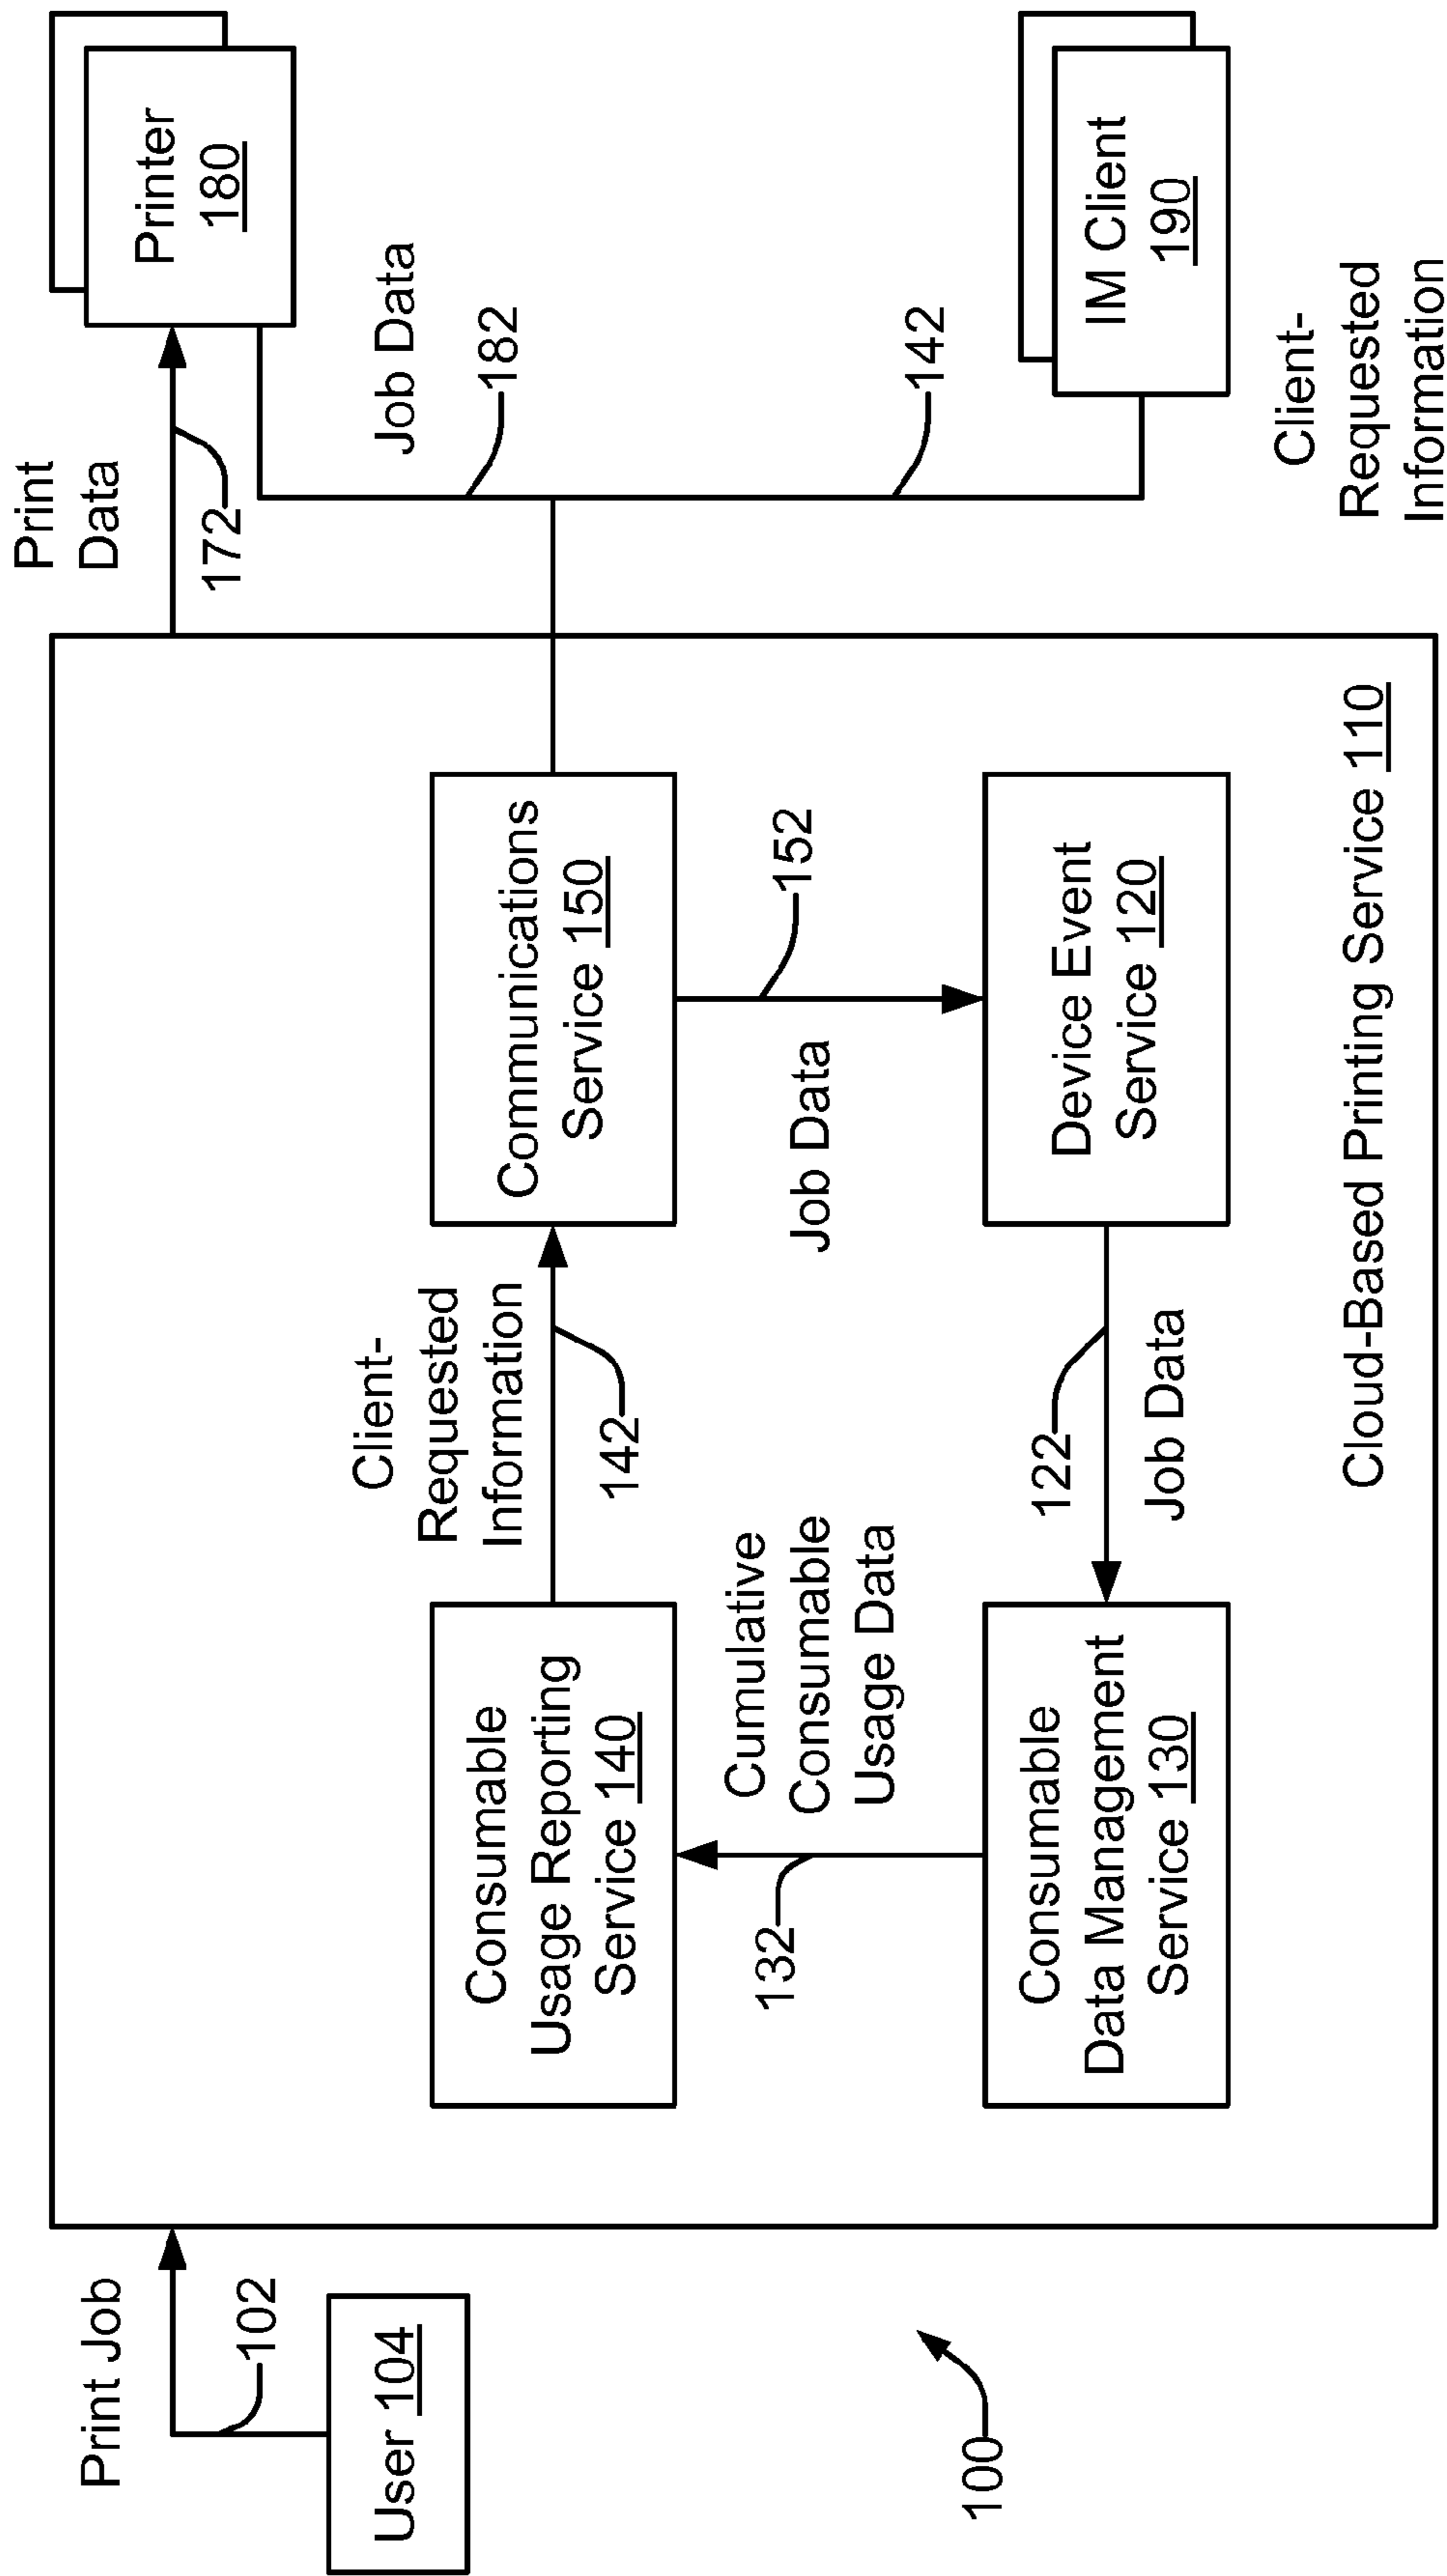 Print Job
102
User 104
100
Print
Data
172
Printer
180
Job Data
182
142
IM Client
190
Client-
Requested
Information
Consumable
Usage Reporting
Service 140
Client-
Requested
Information
142
Communications
Service 150
Cumulative
Consumable
Usage Data
132
152
Job Data
Consumable
Data Management
Service 130
122
Job Data
Device Event
Service 120
Cloud-Based Printing Service 110